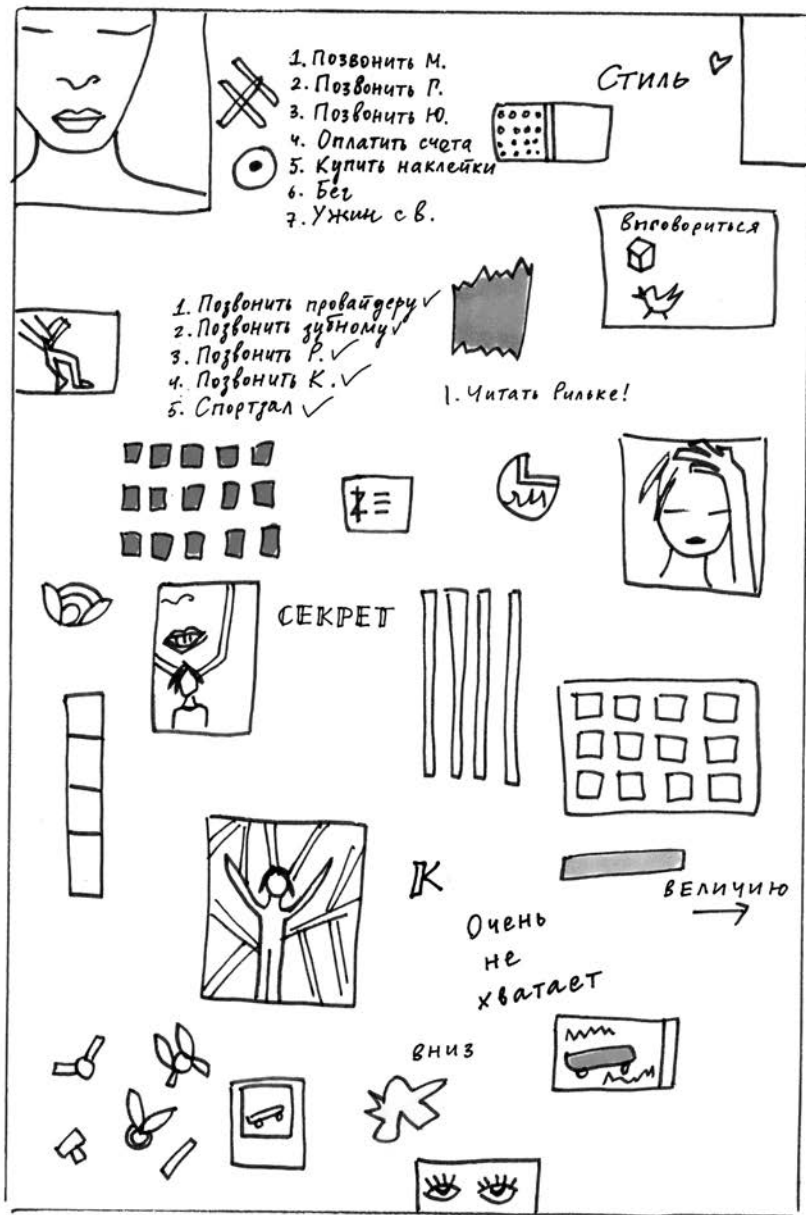 1. Позвонить М.
2. Позвонить Г.
3. Позвонить Ю.
4. Оплатить счета
5. Купить наклейки
6. Бег
7. Ужин с В.
Стиль
Выговориться
1. Позвонить провайдеру ✓
2. Позвонить зубному ✓
3. Позвонить Р. ✓
4. Позвонить К. ✓
5. Спортзал ✓
1. Читать Рильке!
СЕКРЕТ
К
ВЕЛИЧИЮ
Очень
не
хватает
вниз